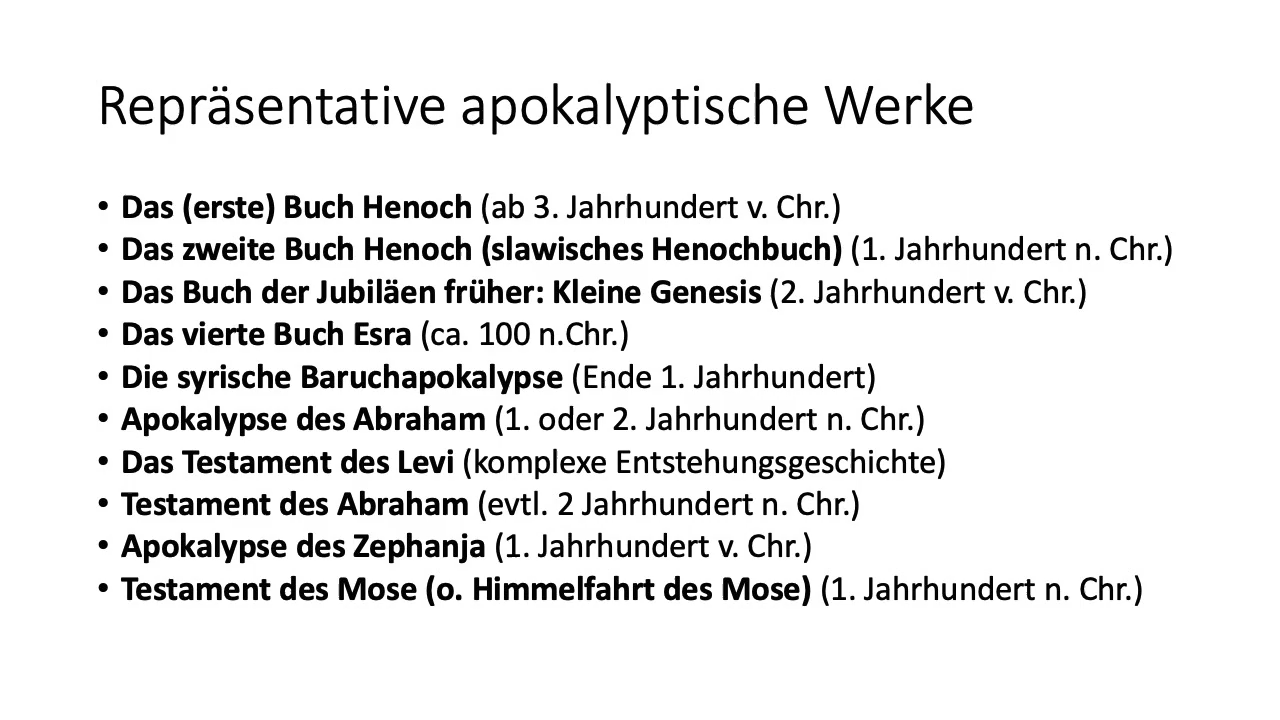 Repräsentative apokalyptische Werke
• Das (erste) Buch Henoch (ab 3. Jahrhundert v. Chr.)
• Das zweite Buch Henoch (slawisches Henochbuch) (1. Jahrhundert n. Chr.)
• Das Buch der Jubiläen früher: Kleine Genesis (2. Jahrhundert v. Chr.)
• Das vierte Buch Esra (ca. 100 n.Chr.)
• Die syrische Baruchapokalypse (Ende 1. Jahrhundert)
• Apokalypse des Abraham (1. oder 2. Jahrhundert n. Chr.)
• Das Testament des Levi (komplexe Entstehungsgeschichte)
• Testament des Abraham (evtl. 2 Jahrhundert n. Chr.)
• Apokalypse des Zephanja (1. Jahrhundert v. Chr.)
• Testament des Mose (o. Himmelfahrt des Mose) (1. Jahrhundert n. Chr.)